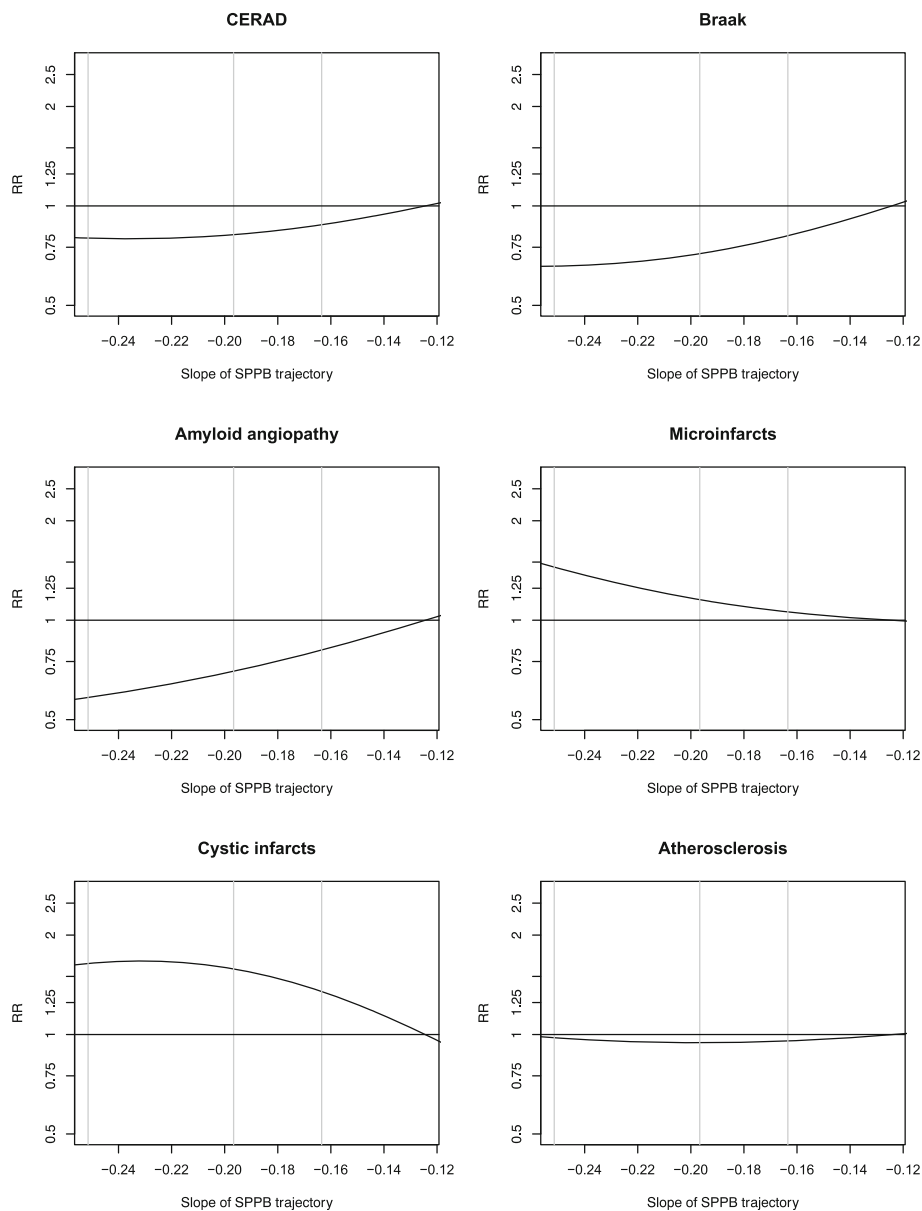 CERAD
RR
2.5
2
1.25
1
0.75
0.5
−0.24 −0.22 −0.20 −0.18 −0.16 −0.14 −0.12
Slope of SPPB trajectory
Braak
RR
2.5
2
1.25
1
0.75
0.5
−0.24 −0.22 −0.20 −0.18 −0.16 −0.14 −0.12
Slope of SPPB trajectory
Amyloid angiopathy
RR
2.5
2
1.25
1
0.75
0.5
−0.24 −0.22 −0.20 −0.18 −0.16 −0.14 −0.12
Slope of SPPB trajectory
Microinfarcts
RR
2.5
2
1.25
1
0.75
0.5
−0.24 −0.22 −0.20 −0.18 −0.16 −0.14 −0.12
Slope of SPPB trajectory
Cystic infarcts
RR
2.5
2
1.25
1
0.75
0.5
−0.24 −0.22 −0.20 −0.18 −0.16 −0.14 −0.12
Slope of SPPB trajectory
Atherosclerosis
RR
2.5
2
1.25
1
0.75
0.5
−0.24 −0.22 −0.20 −0.18 −0.16 −0.14 −0.12
Slope of SPPB trajectory